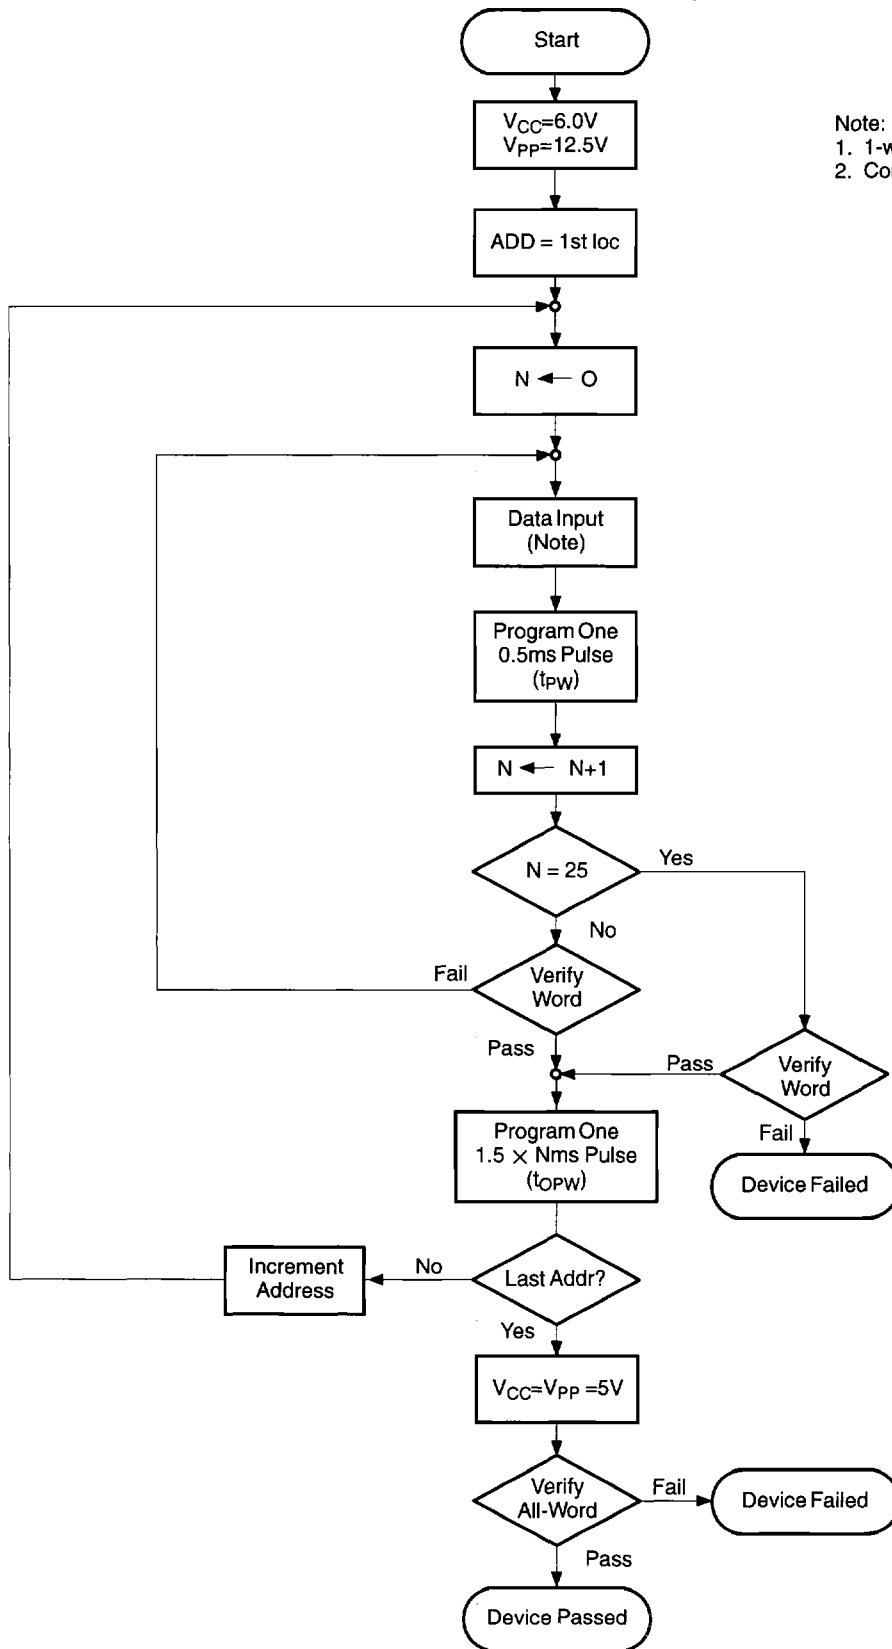 Start
VCC=6.0V
VPP=12.5V
Note:
1. 1-w
2. Co
ADD = 1st loc
N ← O
Data Input
(Note)
Program One
0.5ms Pulse
(tPW)
N ← N+1
N = 25
Yes
No
Fail
Verify
Word
Pass
Pass
Verify
Word
Program One
1.5 × Nms Pulse
(tOPW)
Fail
Device Failed
Increment
Address
No
Last Addr?
Yes
VCC=VPP =5V
Verify
All-Word
Fail
Device Failed
Pass
Device Passed